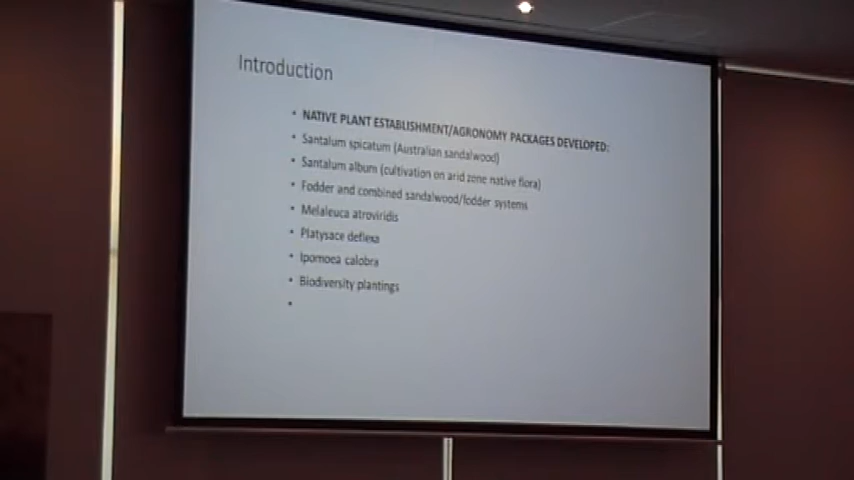 Introduction
• NATIVE PLANT ESTABLISHMENT/AGRONOMY PACKAGES DEVELOPED:
• Santalum spicatum (Australian sandalwood)
• Santalum album (cultivation on arid zone native flora)
• Fodder and combined sandalwood/fodder systems
• Melaleuca atroviridis
• Platysace deflexa
• Ipomoea calobra
• Biodiversity plantings
•